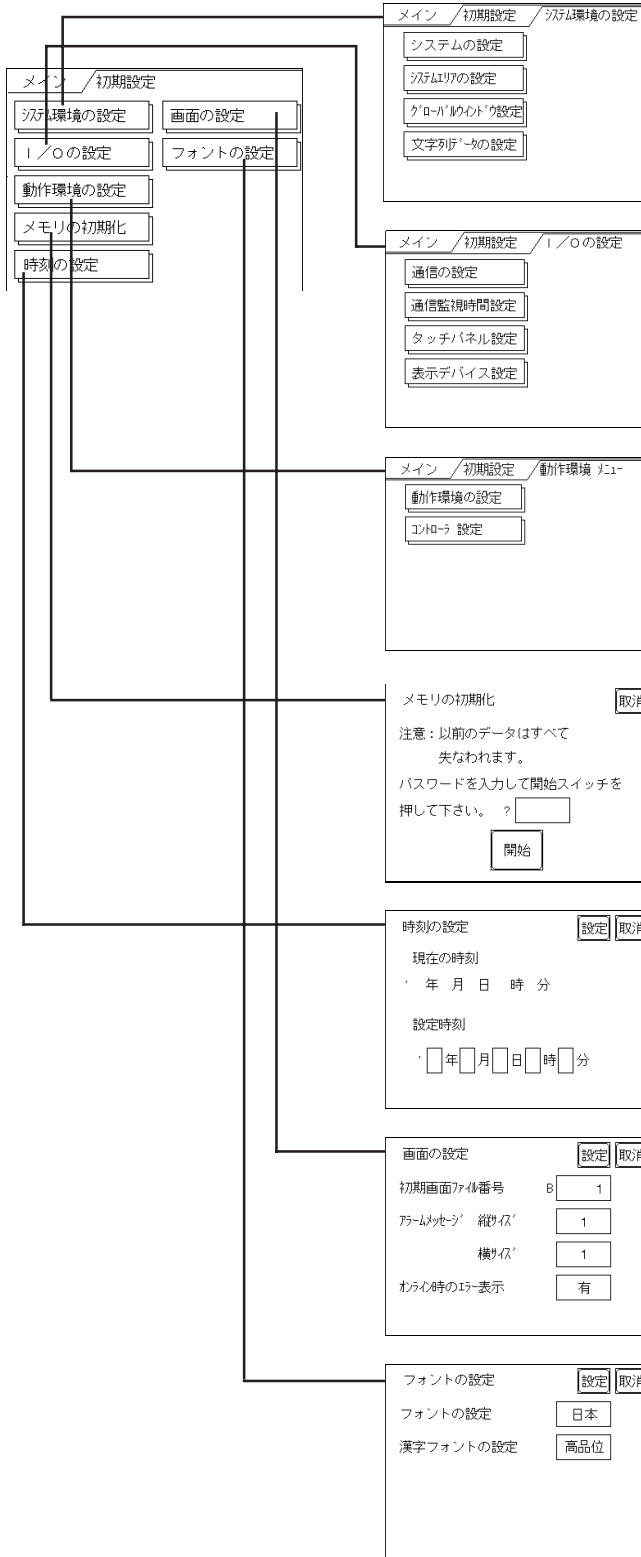 メイン ／初期設定
ｼｽﾃﾑ環境の設定
画面の設定
Ｉ／Ｏの設定
フォントの設定
動作環境の設定
メモリの初期化
時刻の設定
メイン ／初期設定 ／ｼｽﾃﾑ環境の設定
システムの設定
ｼｽﾃﾑｴﾘｱの設定
ｸﾞﾛｰﾊﾞﾙｳｨﾝﾄﾞｳ設定
文字列ﾃﾞｰﾀの設定
メイン ／初期設定 ／Ｉ／Ｏの設定
通信の設定
通信監視時間設定
タッチパネル設定
表示デバイス設定
メイン ／初期設定 ／動作環境 ﾒﾆｭｰ
動作環境の設定
ｺﾝﾄﾛｰﾗ 設定
メモリの初期化 取消
注意：以前のデータはすべて
失なわれます。
パスワードを入力して開始スイッチを
押して下さい。 ？
開始
時刻の設定 設定 取消
現在の時刻
' 年 月 日 時 分
設定時刻
' 年 月 日 時 分
画面の設定 設定 取消
初期画面ﾌｧｲﾙ番号 B 1
ｱﾗｰﾑﾒｯｾｰｼﾞ 縦ｻｲｽﾞ 1
横ｻｲｽﾞ 1
ｵﾝﾗｲﾝ時のｴﾗｰ表示 有
フォントの設定 設定 取消
フォントの設定 日本
漢字フォントの設定 高品位